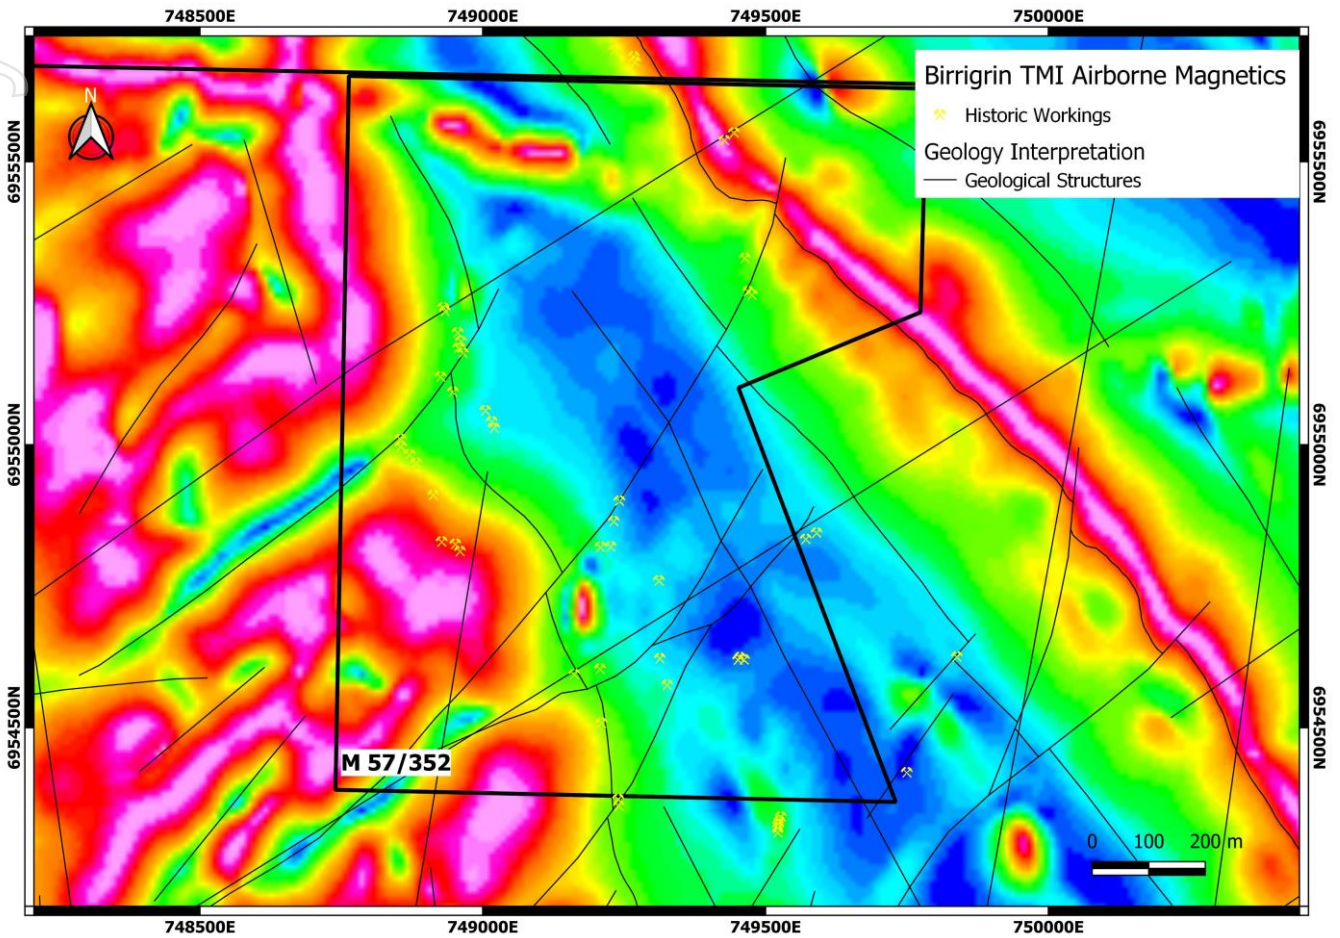 748500E 749000E 749500E 750000E
Birrigrin TMI Airborne Magnetics
Historic Workings
Geology Interpretation
Geological Structures
N
6955500N 6955500N
6955000N 6955000N
6954500N 6954500N
M 57/352
0 100 200 m
748500E 749000E 749500E 750000E